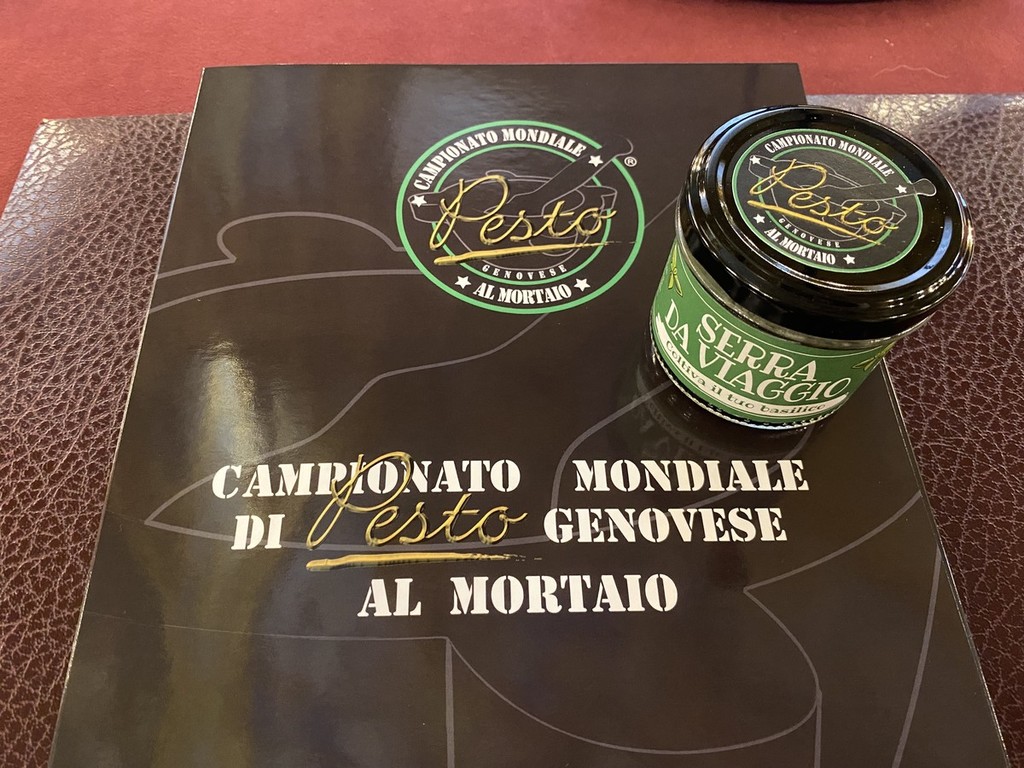 CAMPIONATO MONDIALE
Pesto
GENOVESE
AL MORTAIO
®
CAMPIONATO MONDIALE
Pesto
GENOVESE
AL MORTAIO
SERRA
DA VIAGGIO
Coltiva il tuo basilico
CAMPIONATO MONDIALE
DI Pesto GENOVESE
AL MORTAIO